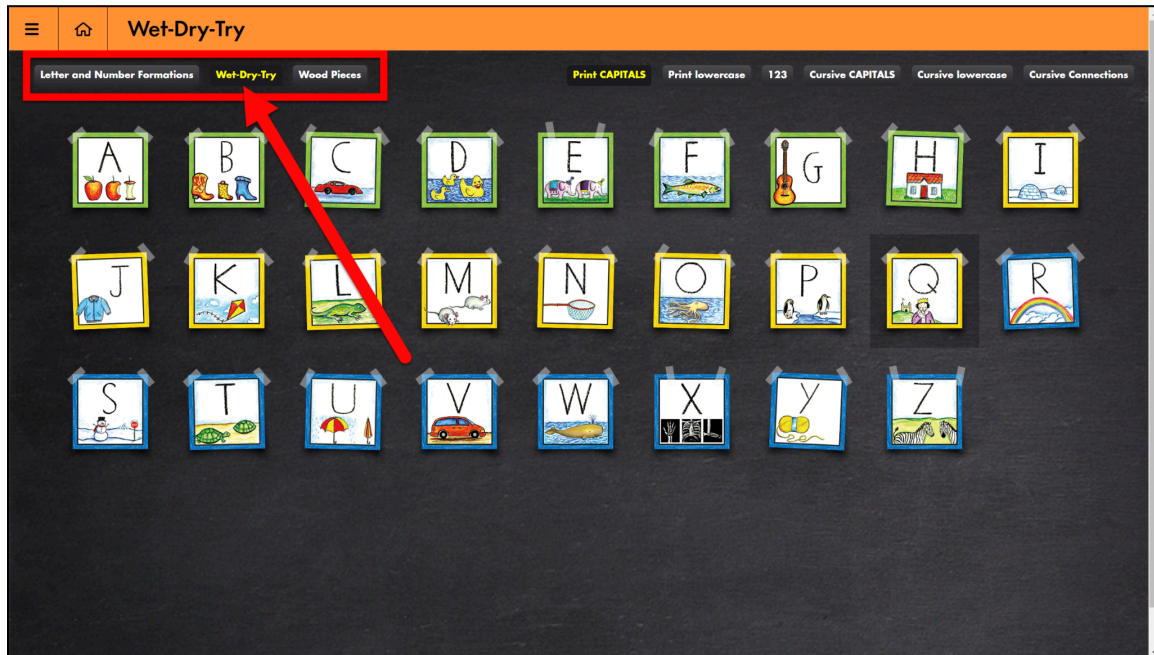 Wet-Dry-Try
Letter and Number Formations Wet-Dry-Try Wood Pieces Print CAPITALS Print lowercase 123 Cursive CAPITALS Cursive lowercase Cursive Connections
A B C D E F G H I
J K L M N O P Q R
S T U V W X Y Z